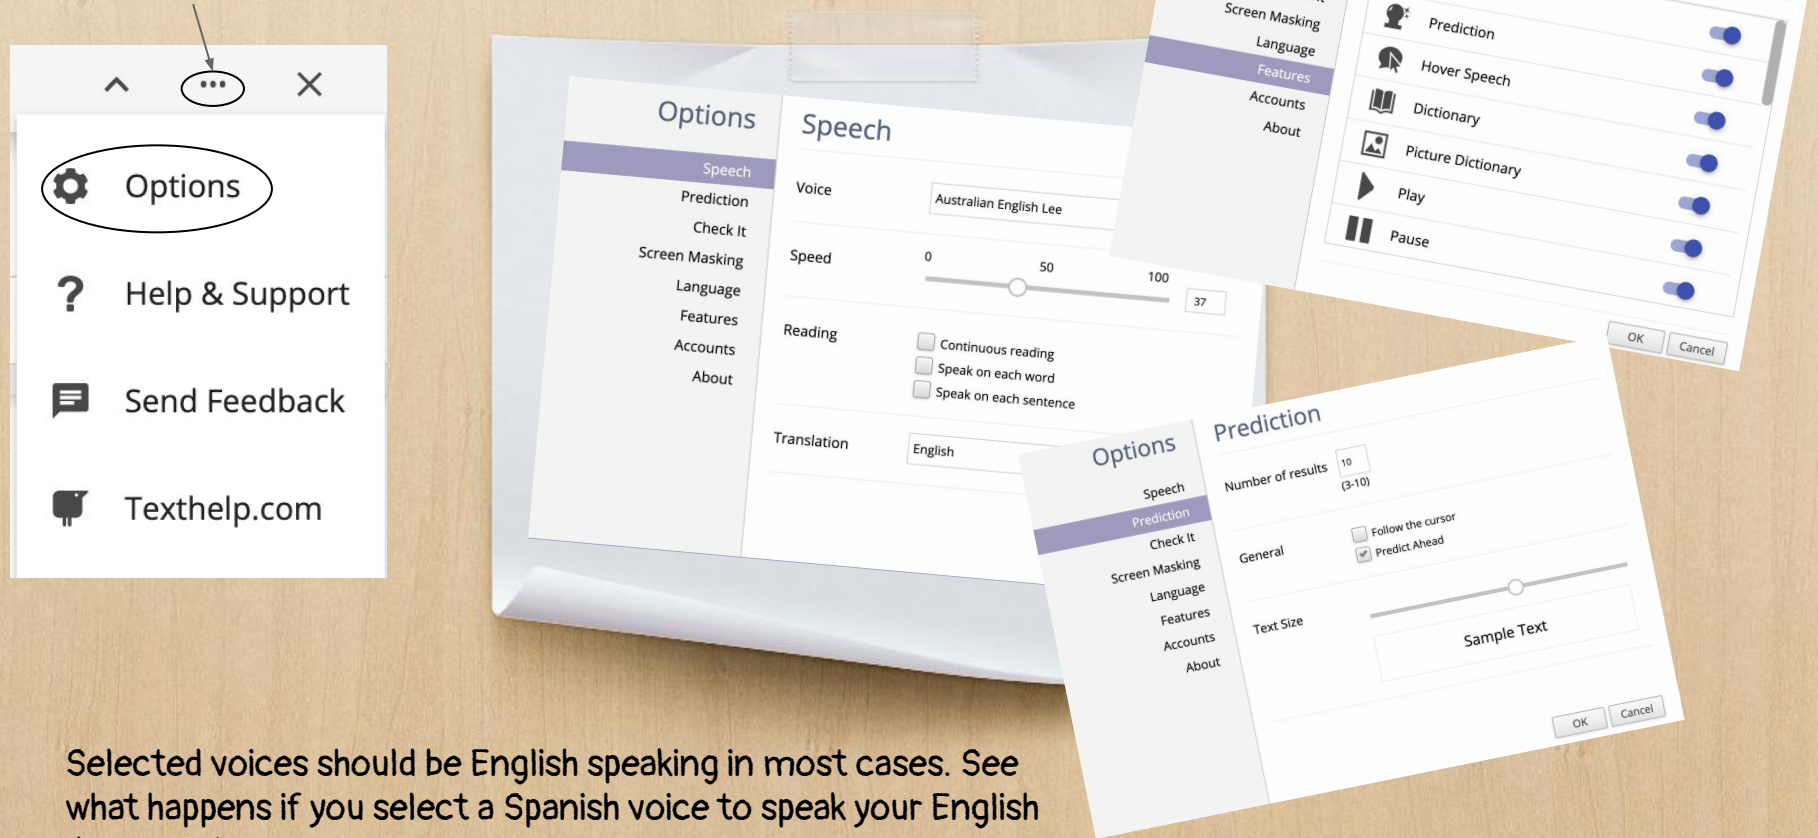 Options
Help & Support
Send Feedback
Texthelp.com
Options
Speech
Prediction
Check It
Screen Masking
Language
Features
Accounts
About
Speech
Voice
Australian English Lee
Speed
0 50 100
37
Reading
Continuous reading
Speak on each word
Speak on each sentence
Translation
English
Screen Masking
Language
Features
Accounts
About
Prediction
Hover Speech
Dictionary
Picture Dictionary
Play
Pause
OK Cancel
Options
Speech
Prediction
Check It
Screen Masking
Language
Features
Accounts
About
Prediction
Number of results 10
(3-10)
General
Follow the cursor
Predict Ahead
Text Size
Sample Text
OK Cancel
Selected voices should be English speaking in most cases. See
what happens if you select a Spanish voice to speak your English